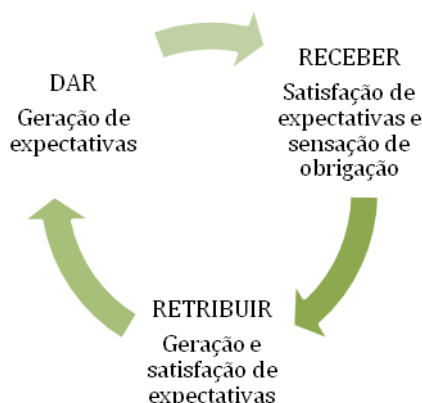 DAR
Geração de
expectativas
RECEBER
Satisfação de
expectativas e
sensação de
obrigação
RETRIBUIR
Geração e
satisfação de
expectativas